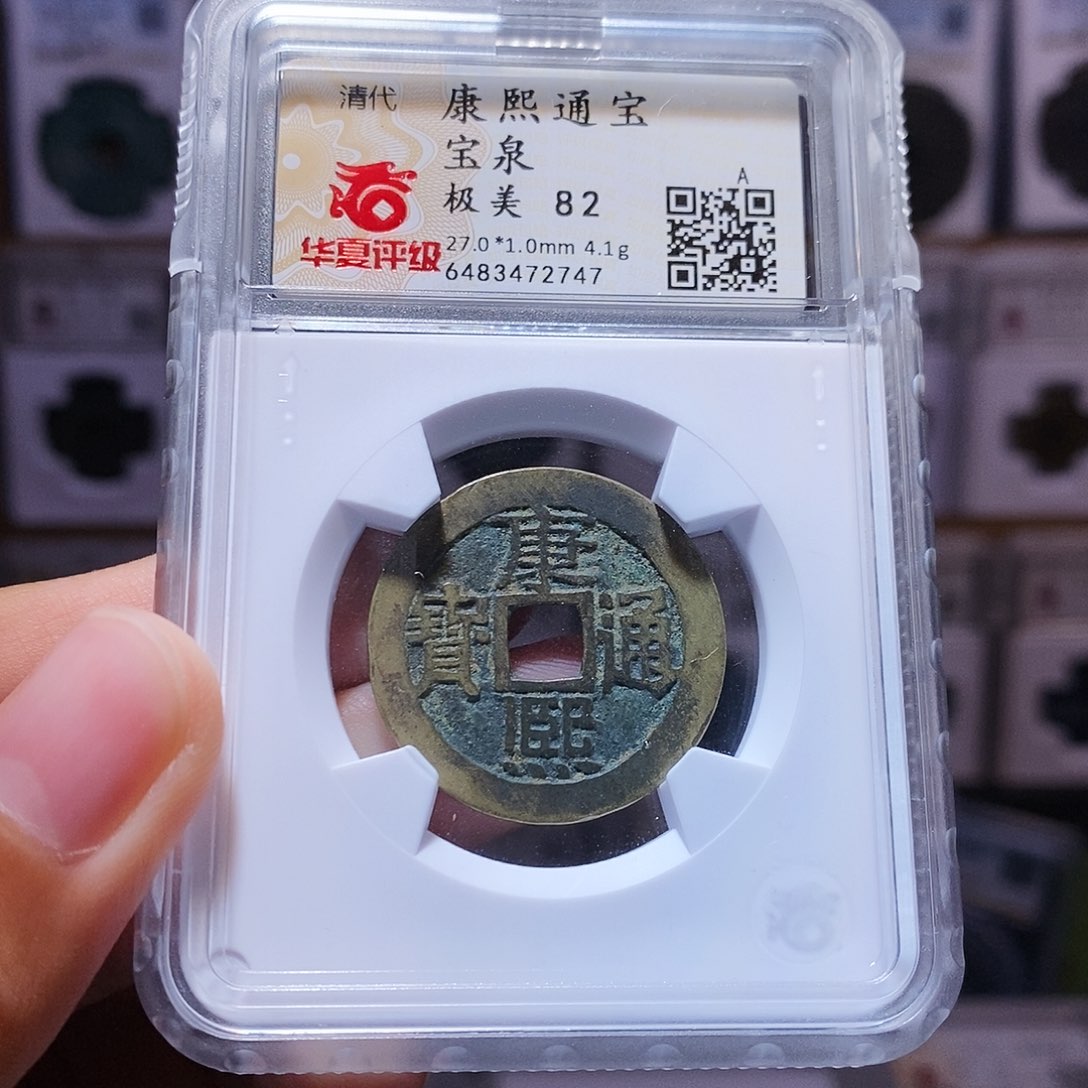 清代
康熙通宝
宝泉
极美 82
华夏评级
27.0*1.0mm 4.1g
6483472747
A
康熙通寶